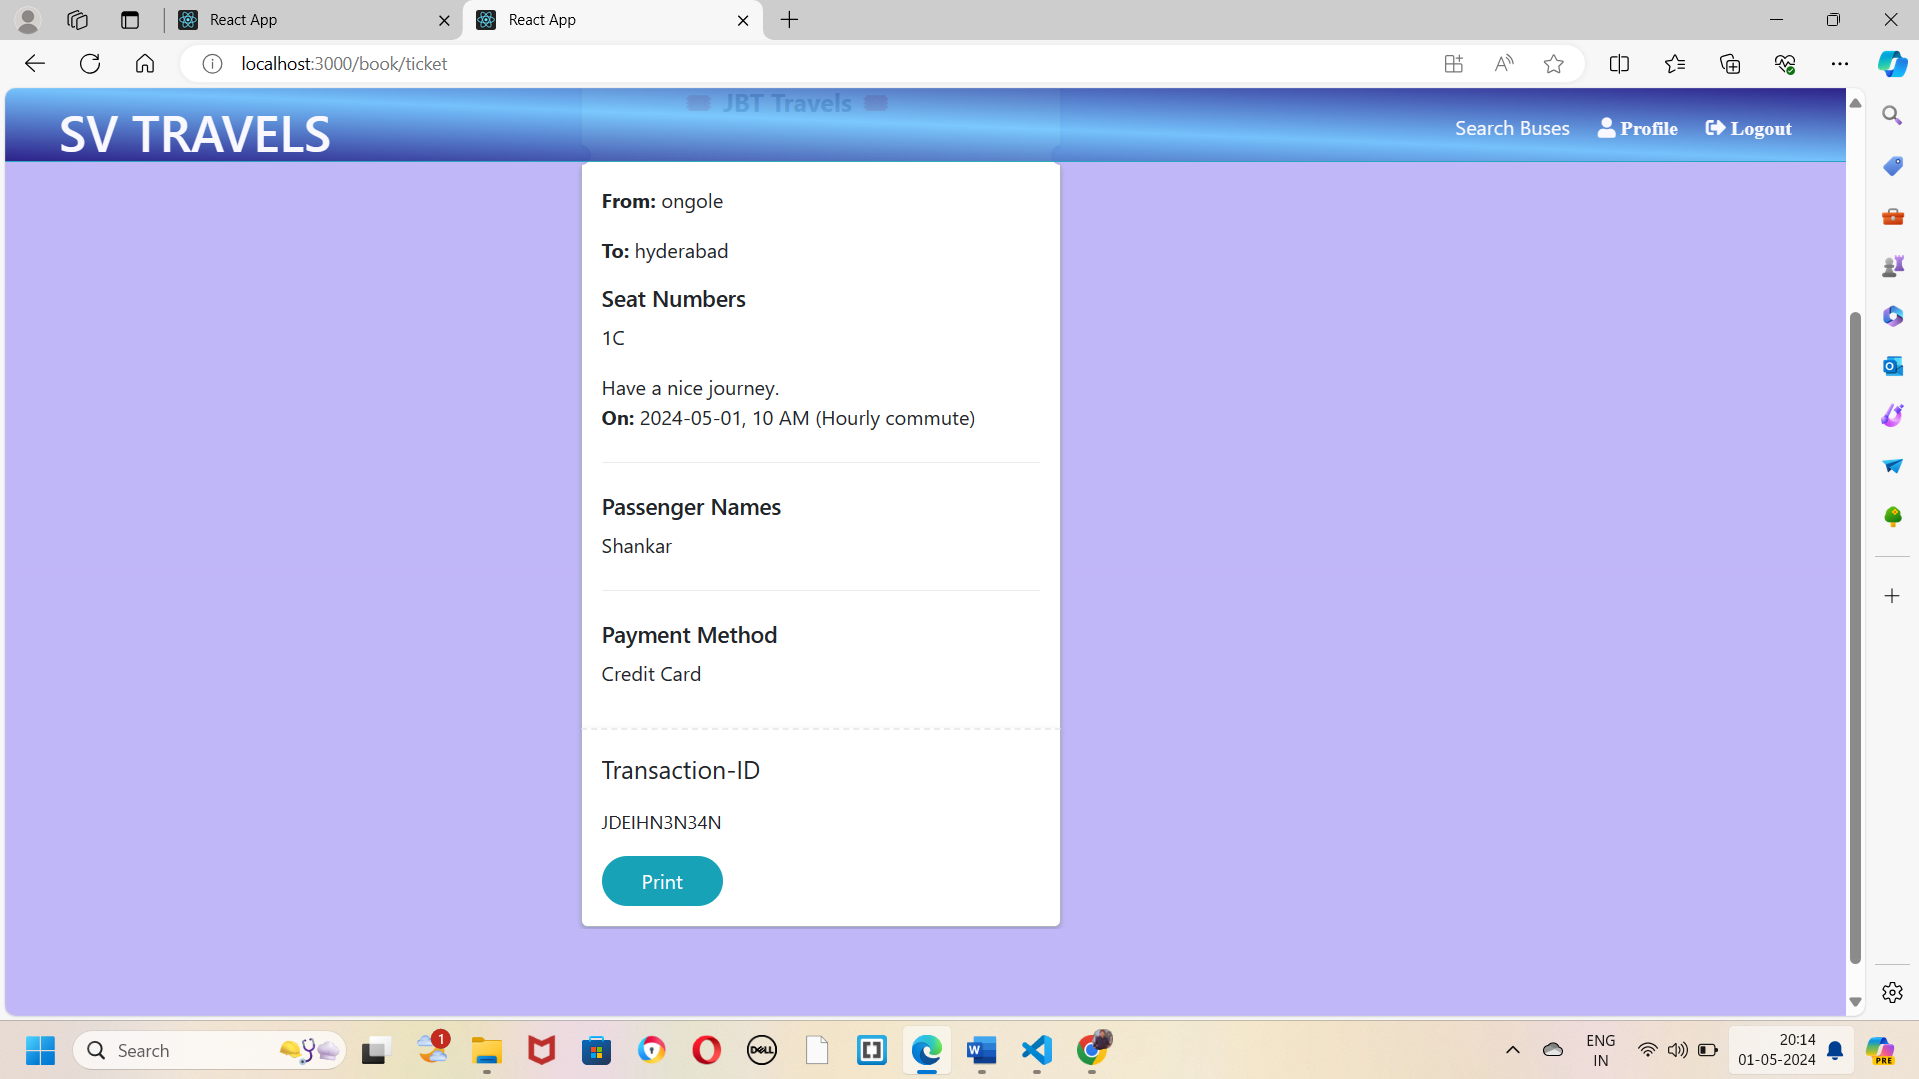 React App
React App
localhost:3000/book/ticket
JBT Travels
SV TRAVELS
Search Buses
Profile
Logout
From: ongole
To: hyderabad
Seat Numbers
1C
Have a nice journey.
On: 2024-05-01, 10 AM (Hourly commute)
Passenger Names
Shankar
Payment Method
Credit Card
Transaction-ID
JDEIHN3N34N
Print
Search
1
DELL
W
ENG
IN
20:14
01-05-2024
PRE